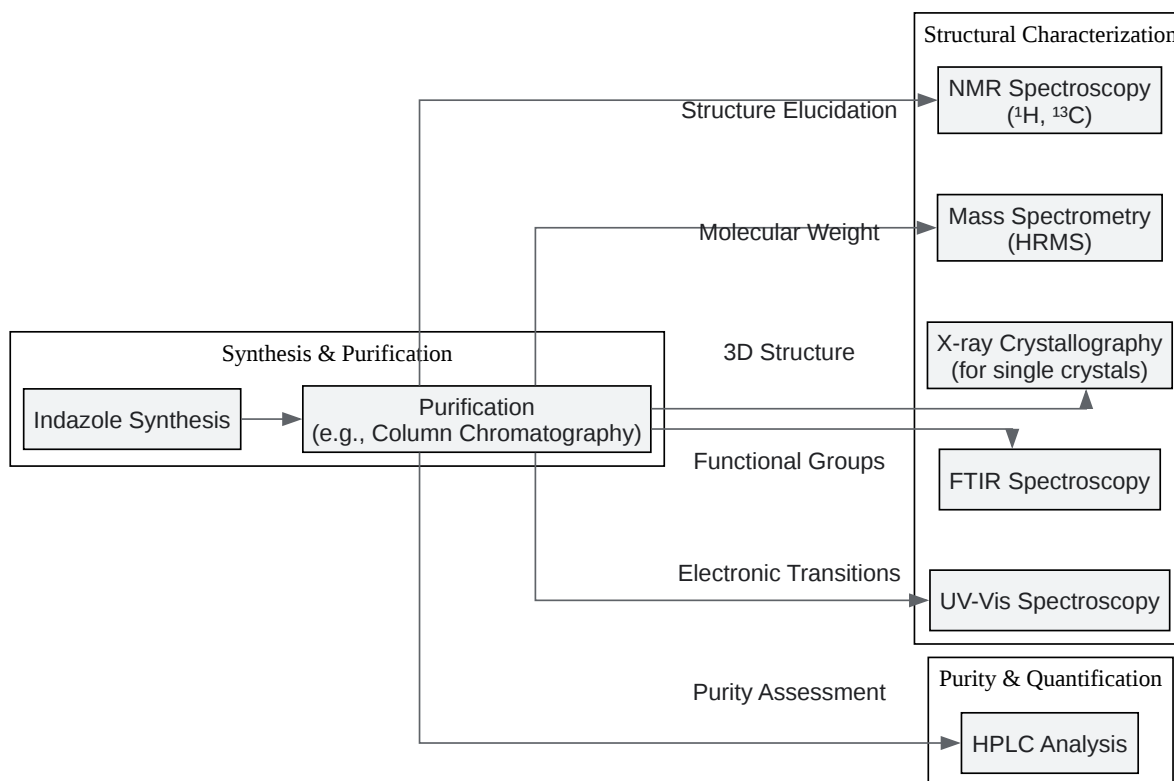 Structural Characterization
NMR Spectroscopy
(¹H, ¹³C)
Structure Elucidation
Mass Spectrometry
(HRMS)
Molecular Weight
X-ray Crystallography
(for single crystals)
3D Structure
Synthesis & Purification
Indazole Synthesis
Purification
(e.g., Column Chromatography)
Functional Groups
FTIR Spectroscopy
Electronic Transitions
UV-Vis Spectroscopy
Purity & Quantification
Purity Assessment
HPLC Analysis